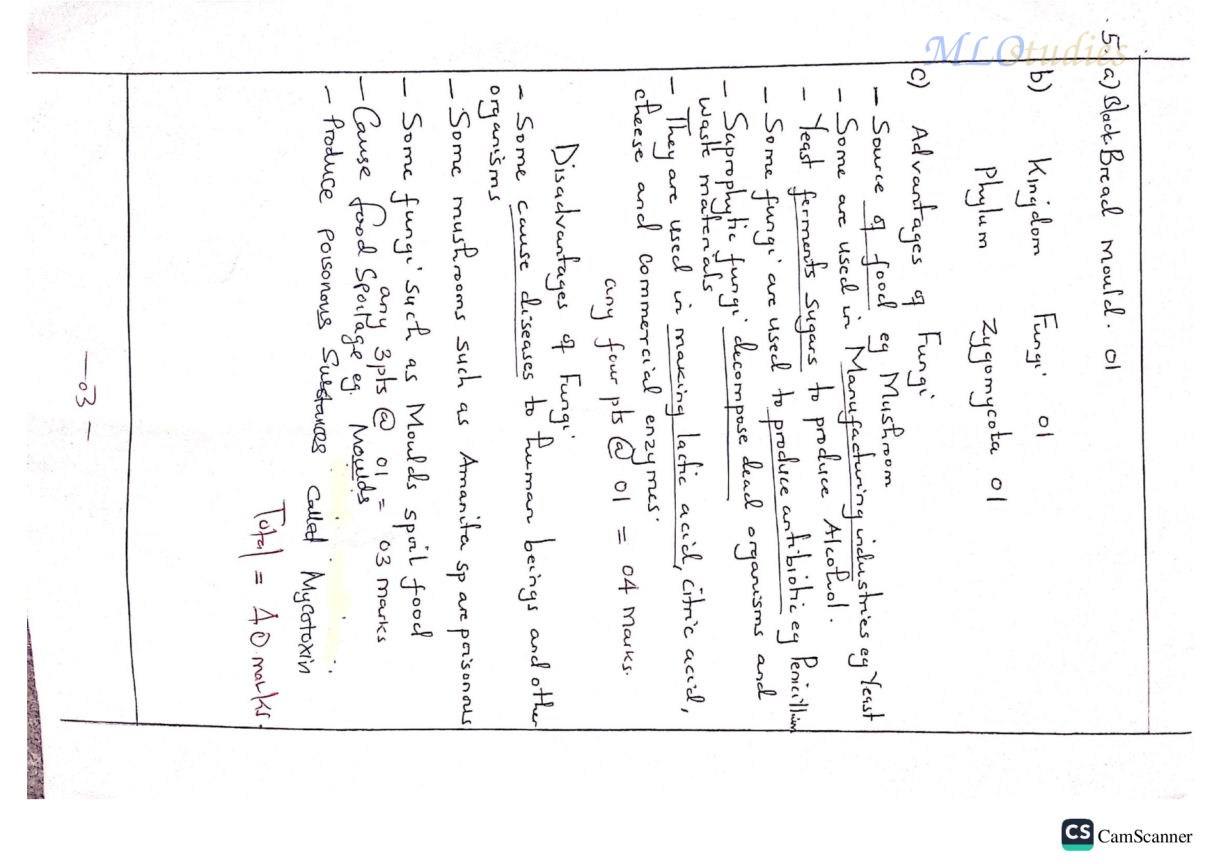 MLOstudies
5. a) Black Bread mould. 01
b) Kingdom Fungi 01
Phylum Zygomycota 01
c) Advantages of Fungi
- Source of food eg Mushroom
- Some are used in Manufacturing industries eg Yeast
- Yeast ferments sugars to produce Alcohol.
- Some fungi are used to produce antibiotic eg Penicillium
- Saprophytic fungi decompose dead organisms and
waste materials
- They are used in making lactic acid, citric acid,
cheese and commercial enzymes.
any four pts @ 01 = 04 marks.
Disadvantages of Fungi
- Some cause diseases to human beings and other
organisms
- Some mushrooms such as Amanita sp are poisonous
- Some fungi such as Moulds spoil food
any 3pts @ 01 = 03 marks
- Cause food Spoilage eg. Moulds
- Produce poisonous Substances called Mycotoxin
Total = 40 marks.
- 03 -
CS CamScanner